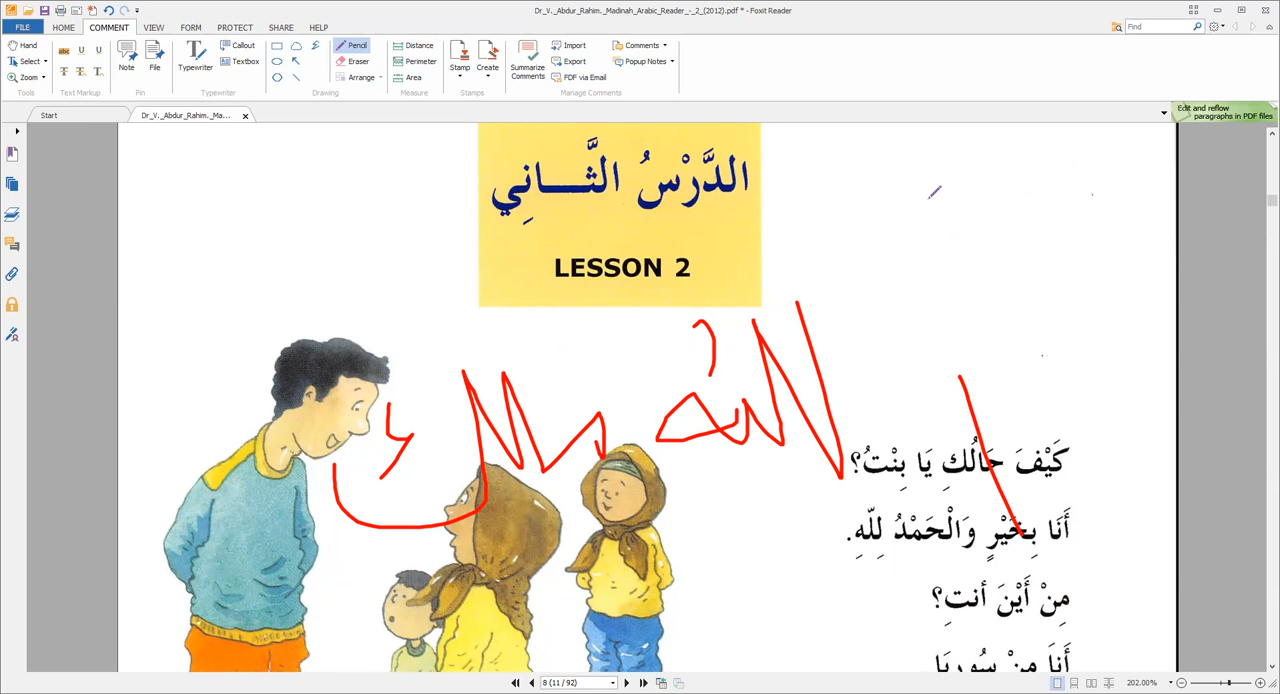 Dr_V._Abdur_Rahim._Madinah_Arabic_Reader_-_2_(2012).pdf * - Foxit Reader
FILE HOME COMMENT VIEW FORM PROTECT SHARE HELP
Find
Hand
Select
Zoom
Tools
Text Markup
Note
File
Pin
Typewriter
Callout
Textbox
Typewriter
Pencil
Eraser
Arrange
Drawing
Distance
Perimeter
Area
Measure
Stamp
Create
Stamps
Summarize Comments
Import
Export
FDF via Email
Comments
Popup Notes
Manage Comments
Start
Dr_V._Abdur_Rahim._Ma...
Edit and reflow
paragraphs in PDF files
الدَّرْسُ الثَّـــانِي
LESSON 2
كَيْفَ حَالُكِ يَا بِنْتُ؟
أَنَا بِخَيْرٍ وَالْحَمْدُ لِلّٰهِ.
مِنْ أَيْنَ أنتِ؟
أَنَا مِنْ سُورِيَا
8 (11 / 92)
202.00%